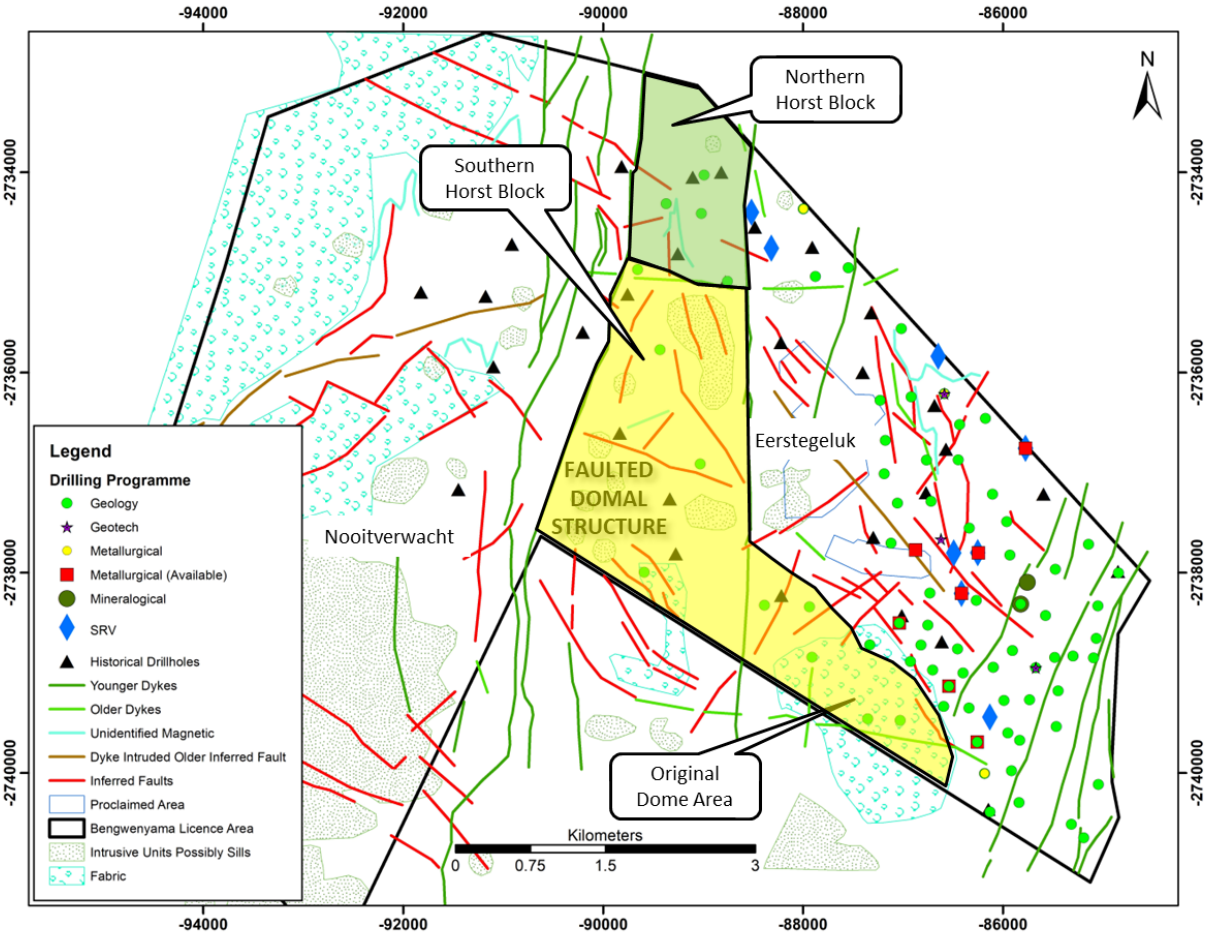 -94000
-92000
-90000
-88000
-86000
N
Northern
Horst Block
Southern
Horst Block
-2734000
-2734000
-2736000
-2736000
Eerstegeluk
FAULTED
DOMAL
STRUCTURE
Nooitverwacht
-2738000
-2738000
-2740000
-2740000
Original
Dome Area
Legend
Drilling Programme
Geology
Geotech
Metallurgical
Metallurgical (Available)
Mineralogical
SRV
Historical Drillholes
Younger Dykes
Older Dykes
Unidentified Magnetic
Dyke Intruded Older Inferred Fault
Inferred Faults
Proclaimed Area
Bengwenyama Licence Area
Intrusive Units Possibly Sills
Fabric
Kilometers
0 0.75 1.5 3
-94000
-92000
-90000
-88000
-86000